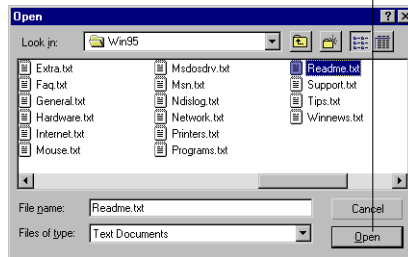 Open
Look in: Win95
Extra.txt Msdosdrv.txt Readme.txt
Faq.txt Msn.txt Support.txt
General.txt Ndislog.txt Tips.txt
Hardware.txt Network.txt Winnews.txt
Internet.txt Printers.txt
Mouse.txt Programs.txt
File name: Readme.txt Cancel
Files of type: Text Documents Open